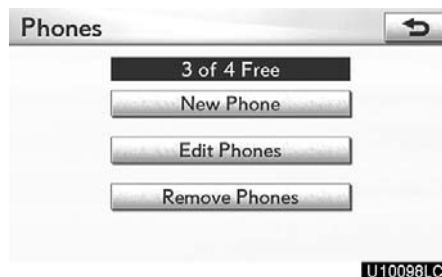 Phones
3 of 4 Free
New Phone
Edit Phones
Remove Phones
U10098LC